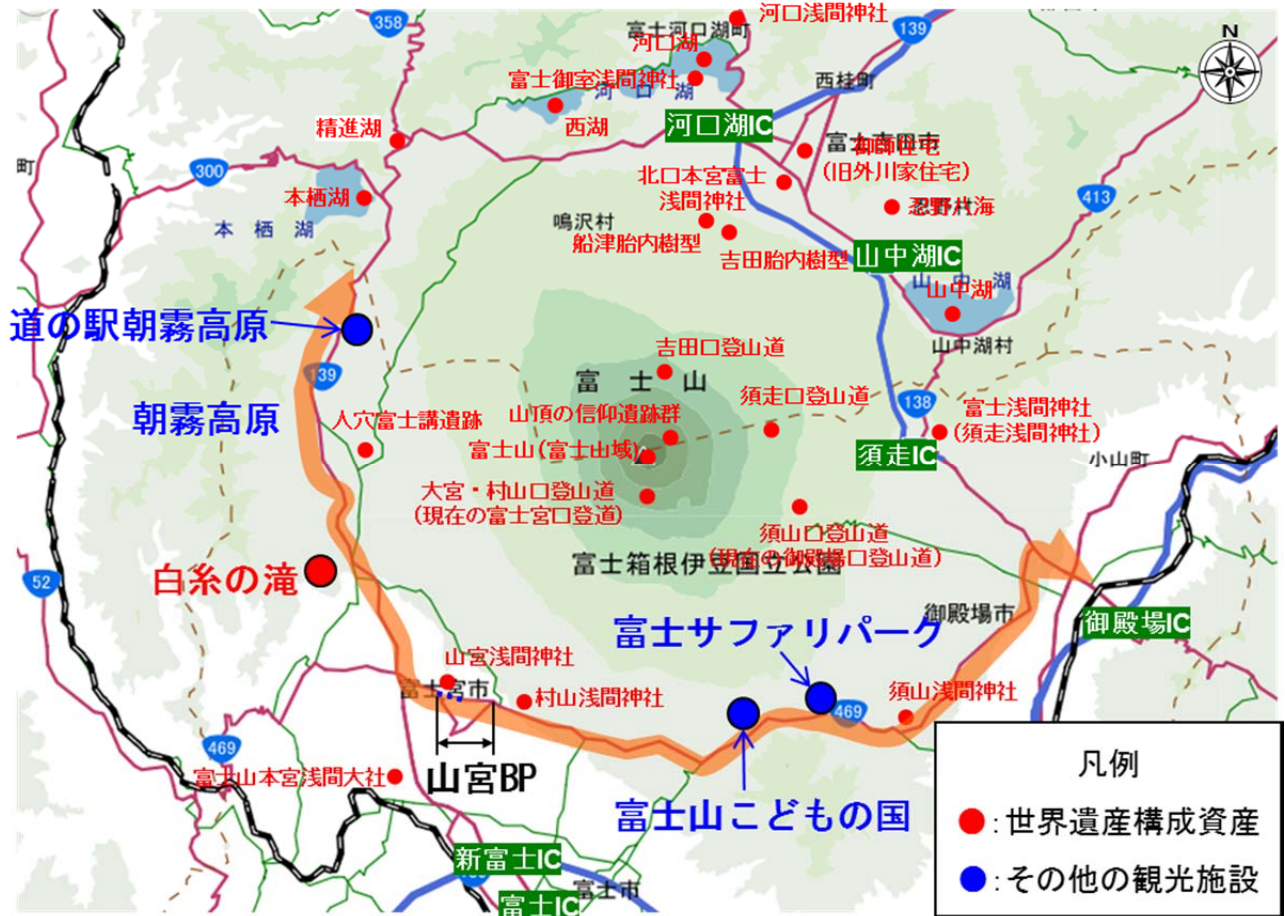 河口浅間神社
358
富士河口湖町
139
N
河口湖
西桂町
富士御室浅間神社
河口湖
西湖
河口湖IC
精進湖
富士吉田市
御師住宅
(旧外川家住宅)
町
300
北口本宮富士
浅間神社
本栖湖
413
忍野村
忍野八海
本栖湖
鳴沢村
船津胎内樹型
吉田胎内樹型
山中湖IC
山中湖
山中湖
道の駅朝霧高原
山中湖村
吉田口登山道
139
富士山
須走口登山道
138
富士浅間神社
(須走浅間神社)
朝霧高原
人穴富士講遺跡
山頂の信仰遺跡群
富士山(富士山域)
須走IC
小山町
大宮・村山口登山道
(現在の富士宮口登道)
須山口登山道
(現在の御殿場口登山道)
富士箱根伊豆国立公園
白糸の滝
52
御殿場市
御殿場IC
富士サファリパーク
山宮浅間神社
富士宮市
村山浅間神社
須山浅間神社
469
469
山宮BP
富士山本宮浅間大社
富士山こどもの国
凡例
:世界遺産構成資産
:その他の観光施設
新富士IC
富士市
富士IC